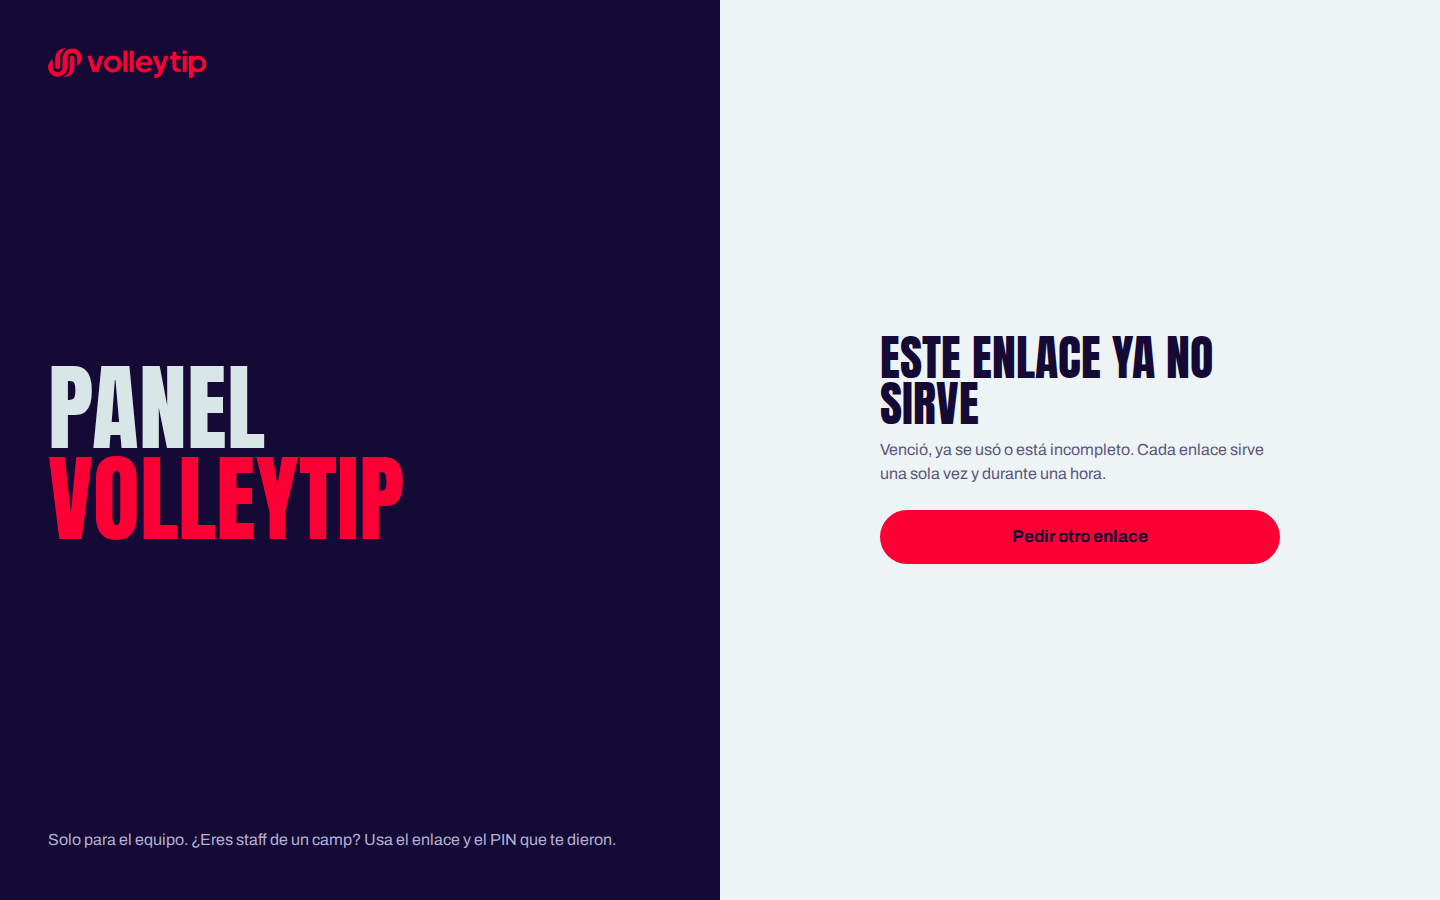 volleytip
PANEL
VOLLEYTIP
Solo para el equipo. ¿Eres staff de un camp? Usa el enlace y el PIN que te dieron.
ESTE ENLACE YA NO
SIRVE
Venció, ya se usó o está incompleto. Cada enlace sirve
una sola vez y durante una hora.
Pedir otro enlace